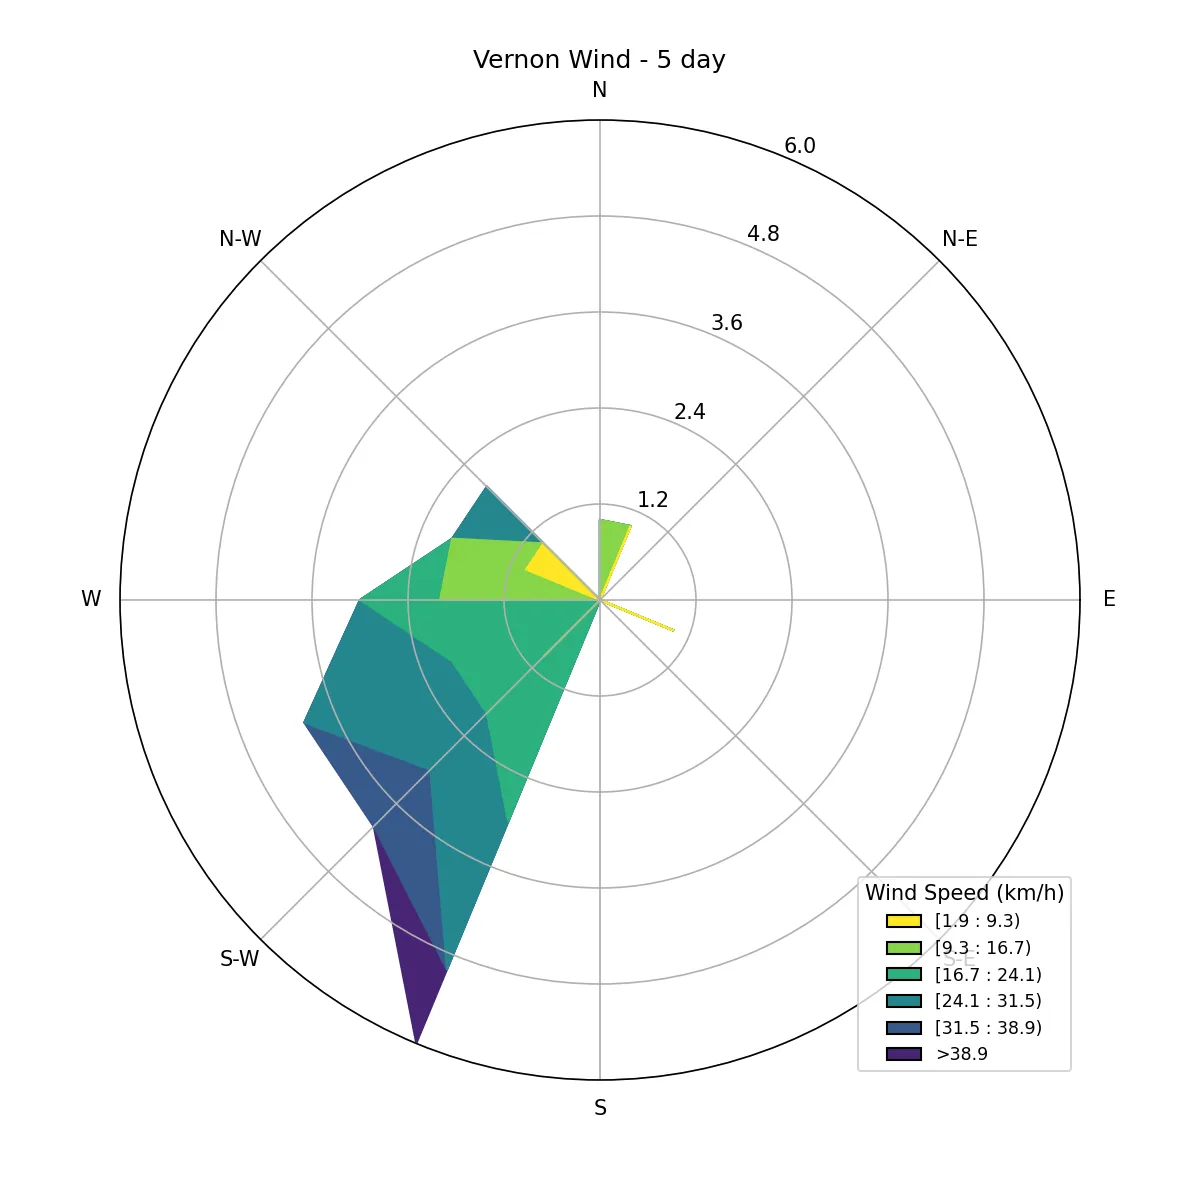 Vernon Wind - 5 day
N
6.0
4.8
N-W
N-E
3.6
2.4
1.2
W
E
Wind Speed (km/h)
[1.9 : 9.3)
[9.3 : 16.7)
S-W
S-E
[16.7 : 24.1)
[24.1 : 31.5)
[31.5 : 38.9)
>38.9
S